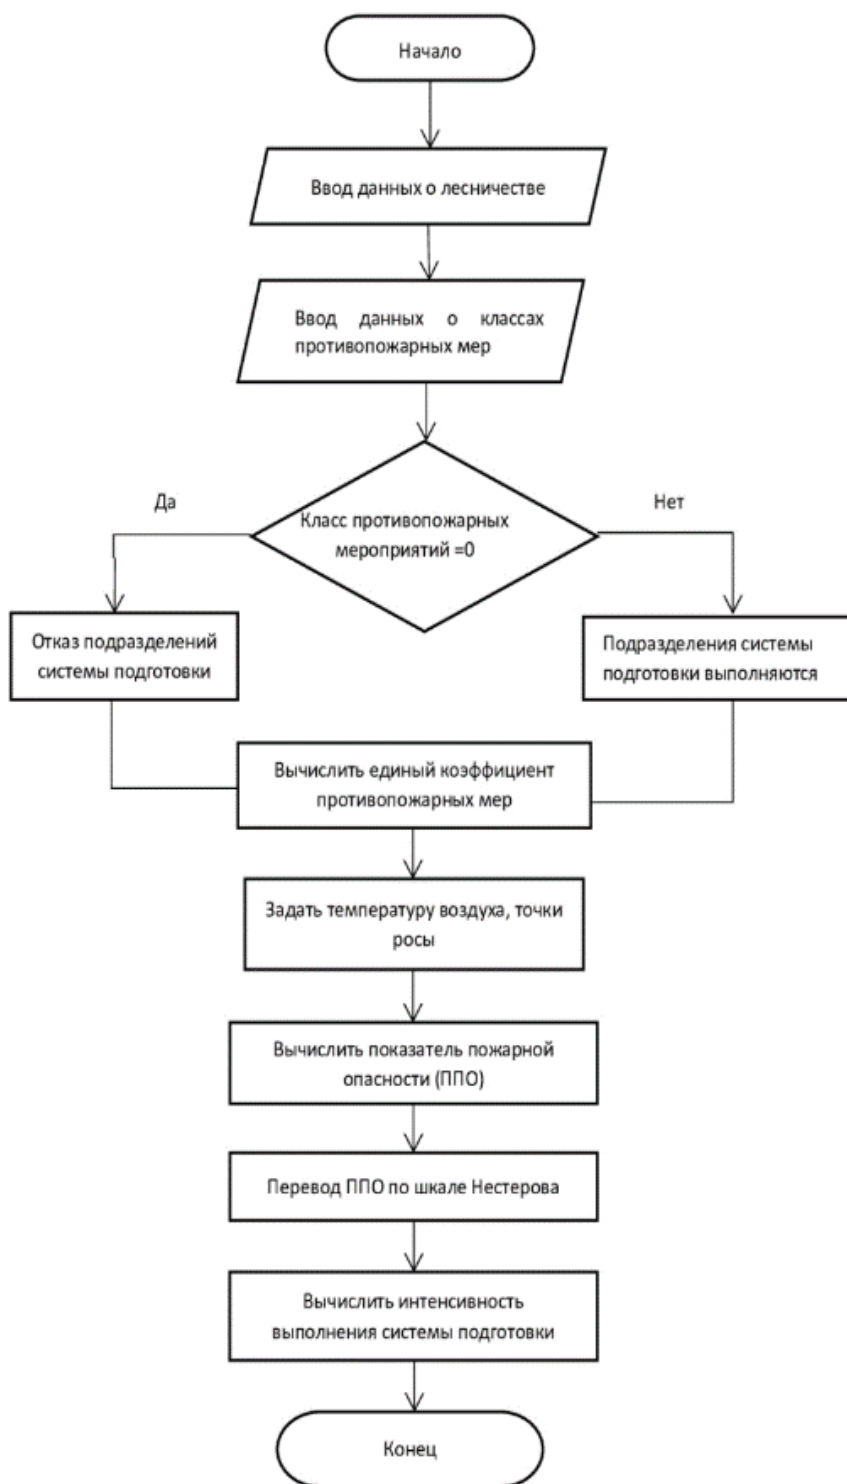 Начало
Ввод данных о лесничестве
Ввод данных о классах
противопожарных мер
Да
Нет
Класс противопожарных
мероприятий =0
Отказ подразделений
системы подготовки
Подразделения системы
подготовки выполняются
Вычислить единый коэффициент
противопожарных мер
Задать температуру воздуха, точки
росы
Вычислить показатель пожарной
опасности (ППО)
Перевод ППО по шкале Нестерова
Вычислить интенсивность
выполнения системы подготовки
Конец